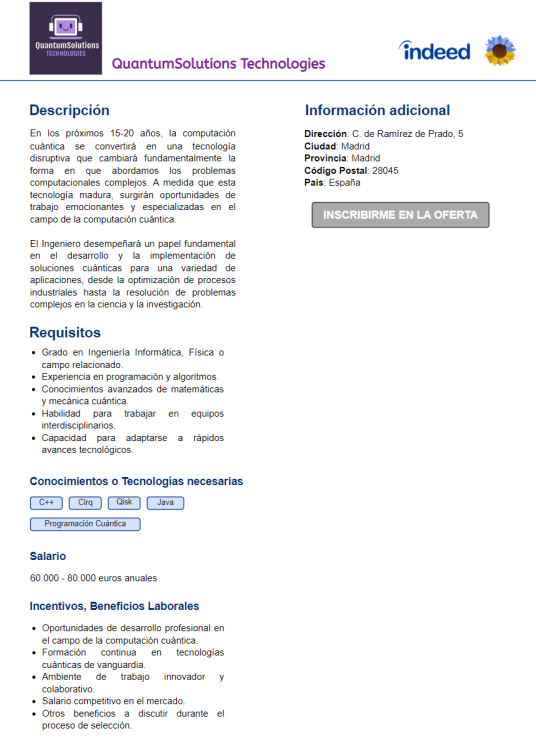 QuantumSolutions
TECHNOLOGIES
QuantumSolutions Technologies
indeed
Descripción
En los próximos 15-20 años, la computación
cuántica se convertirá en una tecnología
disruptiva que cambiará fundamentalmente la
forma en que abordamos los problemas
computacionales complejos. A medida que esta
tecnología madura, surgirán oportunidades de
trabajo emocionantes y especializadas en el
campo de la computación cuántica.
El Ingeniero desempeñará un papel fundamental
en el desarrollo y la implementación de
soluciones cuánticas para una variedad de
aplicaciones, desde la optimización de procesos
industriales hasta la resolución de problemas
complejos en la ciencia y la investigación.
Requisitos
• Grado en Ingeniería Informática, Física o
campo relacionado.
• Experiencia en programación y algoritmos.
• Conocimientos avanzados de matemáticas
y mecánica cuántica.
• Habilidad para trabajar en equipos
interdisciplinarios.
• Capacidad para adaptarse a rápidos
avances tecnológicos.
Conocimientos o Tecnologías necesarias
C++ Cirq Qisk Java
Programación Cuántica
Salario
60.000 - 80.000 euros anuales
Incentivos, Beneficios Laborales
• Oportunidades de desarrollo profesional en
el campo de la computación cuántica.
• Formación continua en tecnologías
cuánticas de vanguardia.
• Ambiente de trabajo innovador y
colaborativo.
• Salario competitivo en el mercado.
• Otros beneficios a discutir durante el
proceso de selección.
Información adicional
Dirección: C. de Ramírez de Prado, 5
Ciudad: Madrid
Provincia: Madrid
Código Postal: 28045
País: España
INSCRIBIRME EN LA OFERTA